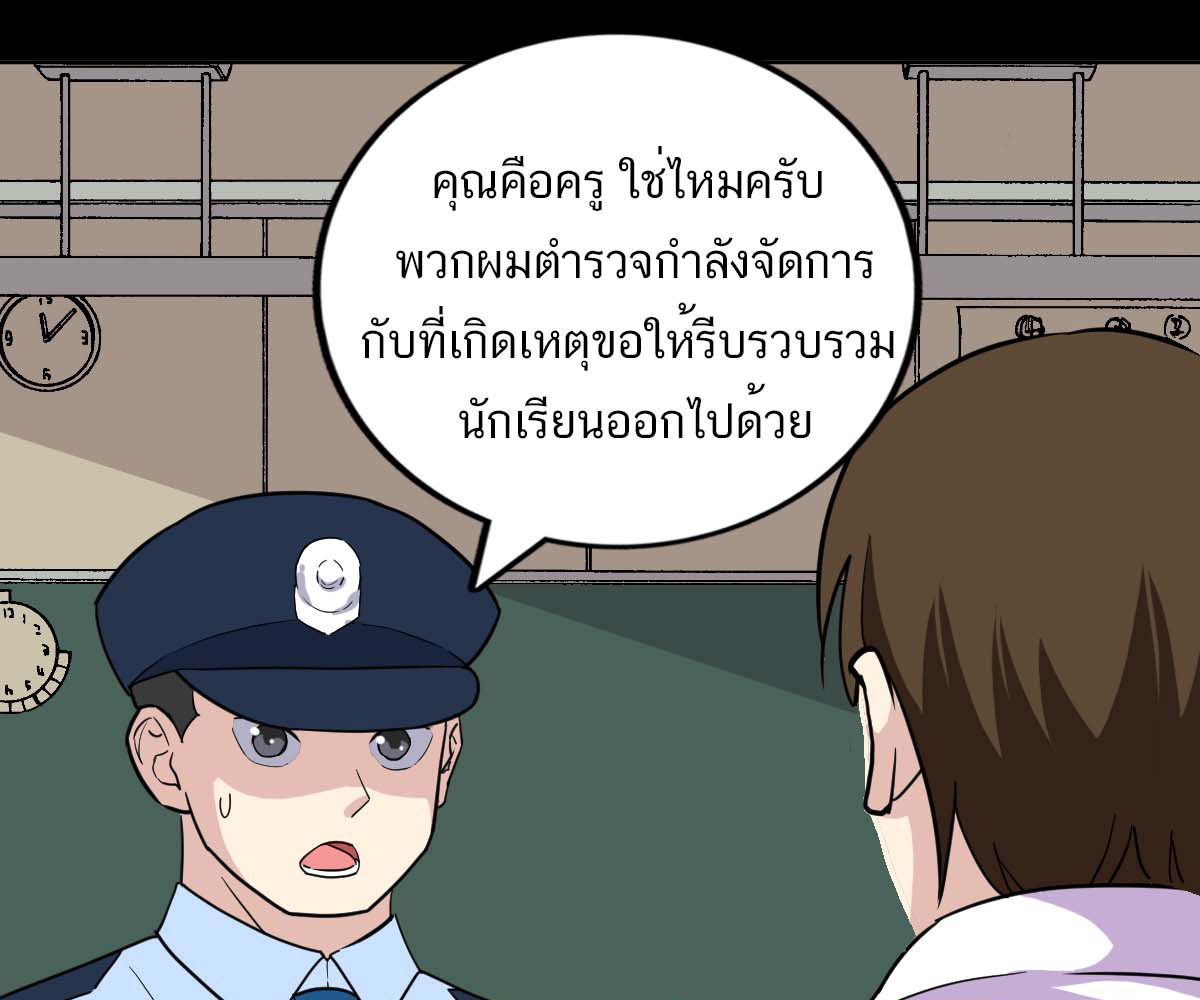 คุณคือครู ใช่ไหมครับ
พวกผมตำรวจกำลังจัดการ
กับที่เกิดเหตุขอให้รีบรวบรวม
นักเรียนออกไปด้วย